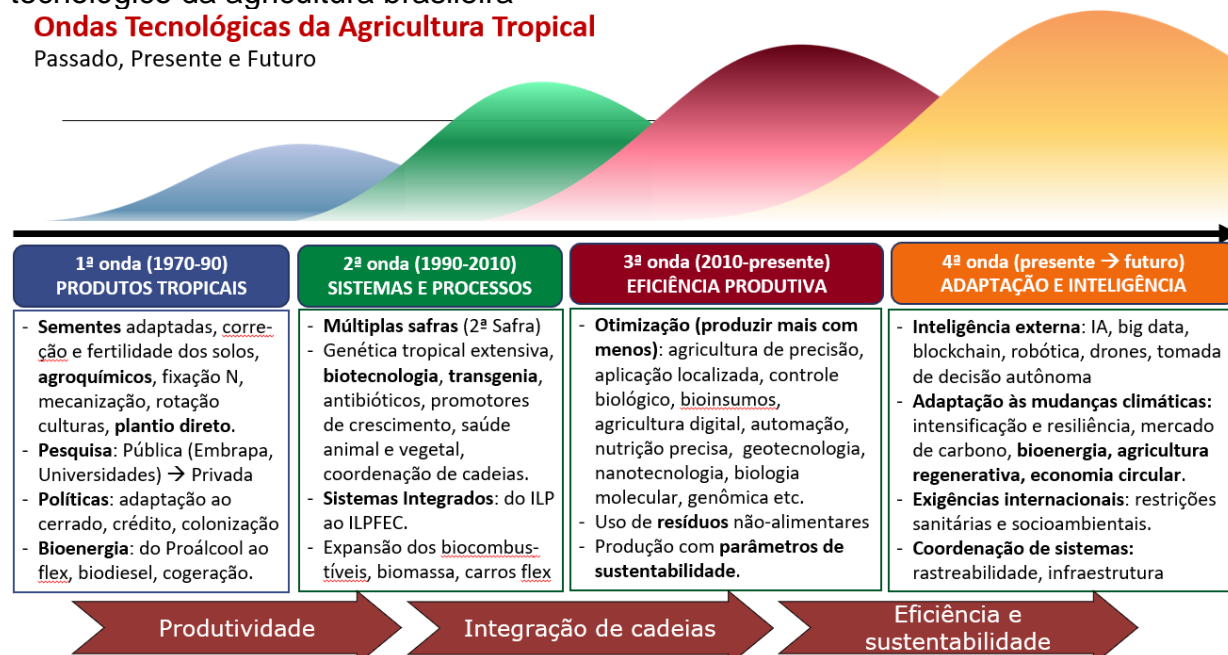 tecnológico da agricultura brasileira
Ondas Tecnológicas da Agricultura Tropical
Passado, Presente e Futuro
1ª onda (1970-90)
PRODUTOS TROPICAIS
- Sementes adaptadas, corre-
ção e fertilidade dos solos,
agroquímicos, fixação N,
mecanização, rotação
culturas, plantio direto.
- Pesquisa: Pública (Embrapa,
Universidades) → Privada
- Políticas: adaptação ao
cerrado, crédito, colonização
- Bioenergia: do Proálcool ao
flex, biodiesel, cogeração.
2ª onda (1990-2010)
SISTEMAS E PROCESSOS
- Múltiplas safras (2ª Safra)
- Genética tropical extensiva,
biotecnologia, transgenia,
antibióticos, promotores
de crescimento, saúde
animal e vegetal,
coordenação de cadeias.
- Sistemas Integrados: do ILP
ao ILPFEC.
- Expansão dos biocombus-
tíveis, biomassa, carros flex
3ª onda (2010-presente)
EFICIÊNCIA PRODUTIVA
- Otimização (produzir mais com
menos): agricultura de precisão,
aplicação localizada, controle
biológico, bioinsumos,
agricultura digital, automação,
nutrição precisa, geotecnologia,
nanotecnologia, biologia
molecular, genômica etc.
- Uso de resíduos não-alimentares
- Produção com parâmetros de
sustentabilidade.
4ª onda (presente → futuro)
ADAPTAÇÃO E INTELIGÊNCIA
- Inteligência externa: IA, big data,
blockchain, robótica, drones, tomada
de decisão autônoma
- Adaptação às mudanças climáticas:
intensificação e resiliência, mercado
de carbono, bioenergia, agricultura
regenerativa, economia circular.
- Exigências internacionais: restrições
sanitárias e socioambientais.
- Coordenação de sistemas:
rastreabilidade, infraestrutura
Produtividade
Integração de cadeias
Eficiência e
sustentabilidade